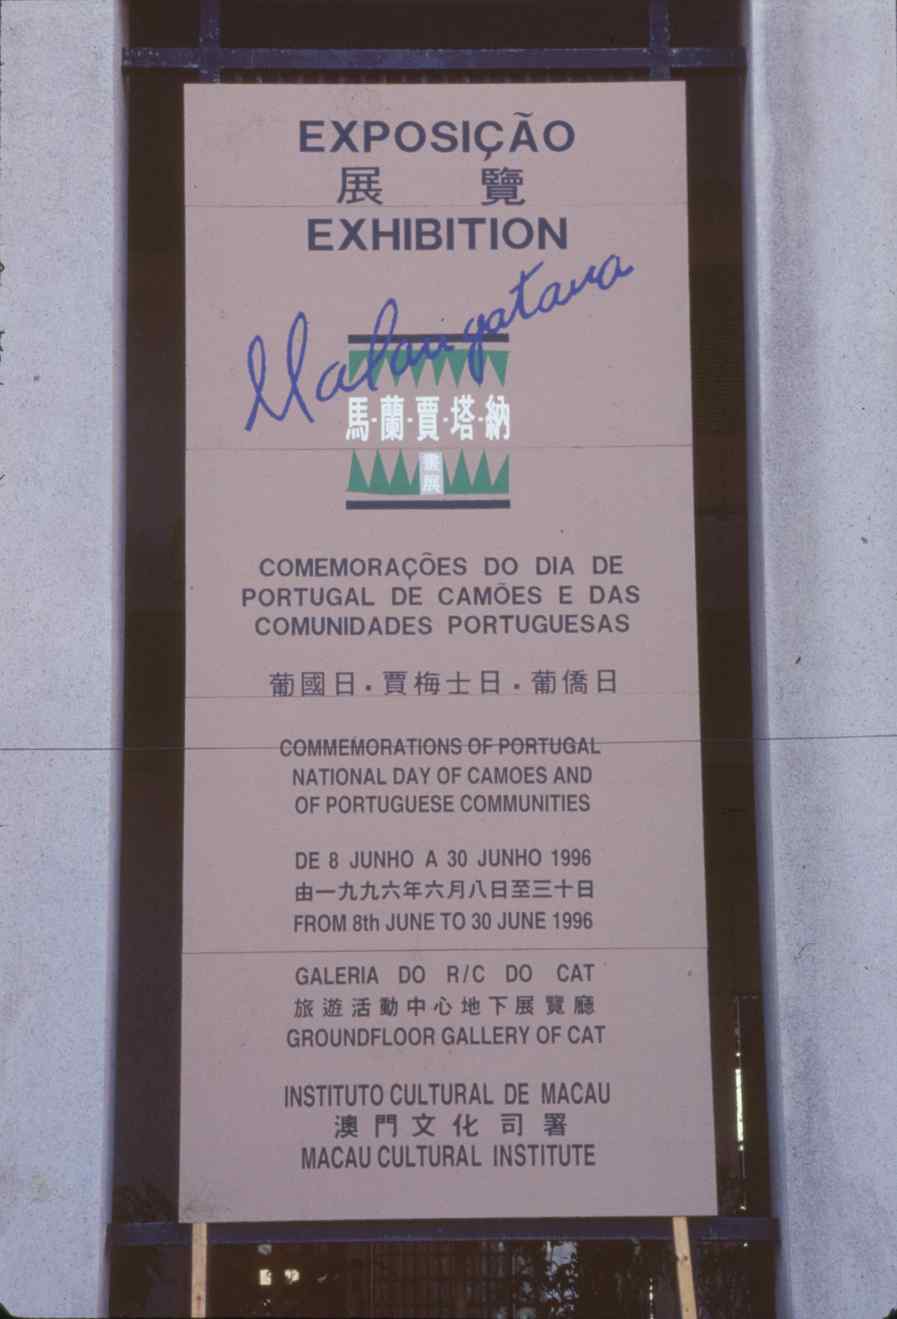 EXPOSIÇÃO
展 覽
EXHIBITION
Malangatana
馬-蘭-賈-塔-納
畫展
COMEMORAÇÕES DO DIA DE
PORTUGAL DE CAMÕES E DAS
COMUNIDADES PORTUGUESAS
葡國日．賈梅士日．葡僑日
COMMEMORATIONS OF PORTUGAL
NATIONAL DAY OF CAMOES AND
OF PORTUGUESE COMMUNITIES
DE 8 JUNHO A 30 JUNHO 1996
由一九九六年六月八日至三十日
FROM 8th JUNE TO 30 JUNE 1996
GALERIA DO R/C DO CAT
旅遊活動中心地下展覽廳
GROUNDFLOOR GALLERY OF CAT
INSTITUTO CULTURAL DE MACAU
澳門文化司署
MACAU CULTURAL INSTITUTE